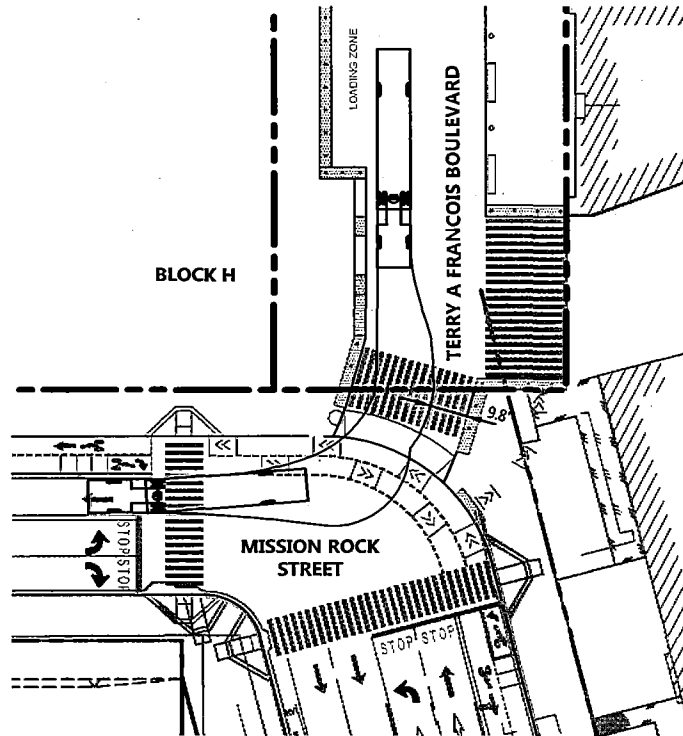 LOADING ZONE
TERRY A FRANCOIS BOULEVARD
BLOCK H
9.8'
MISSION ROCK
STREET
STOP STOP
STOP STOP